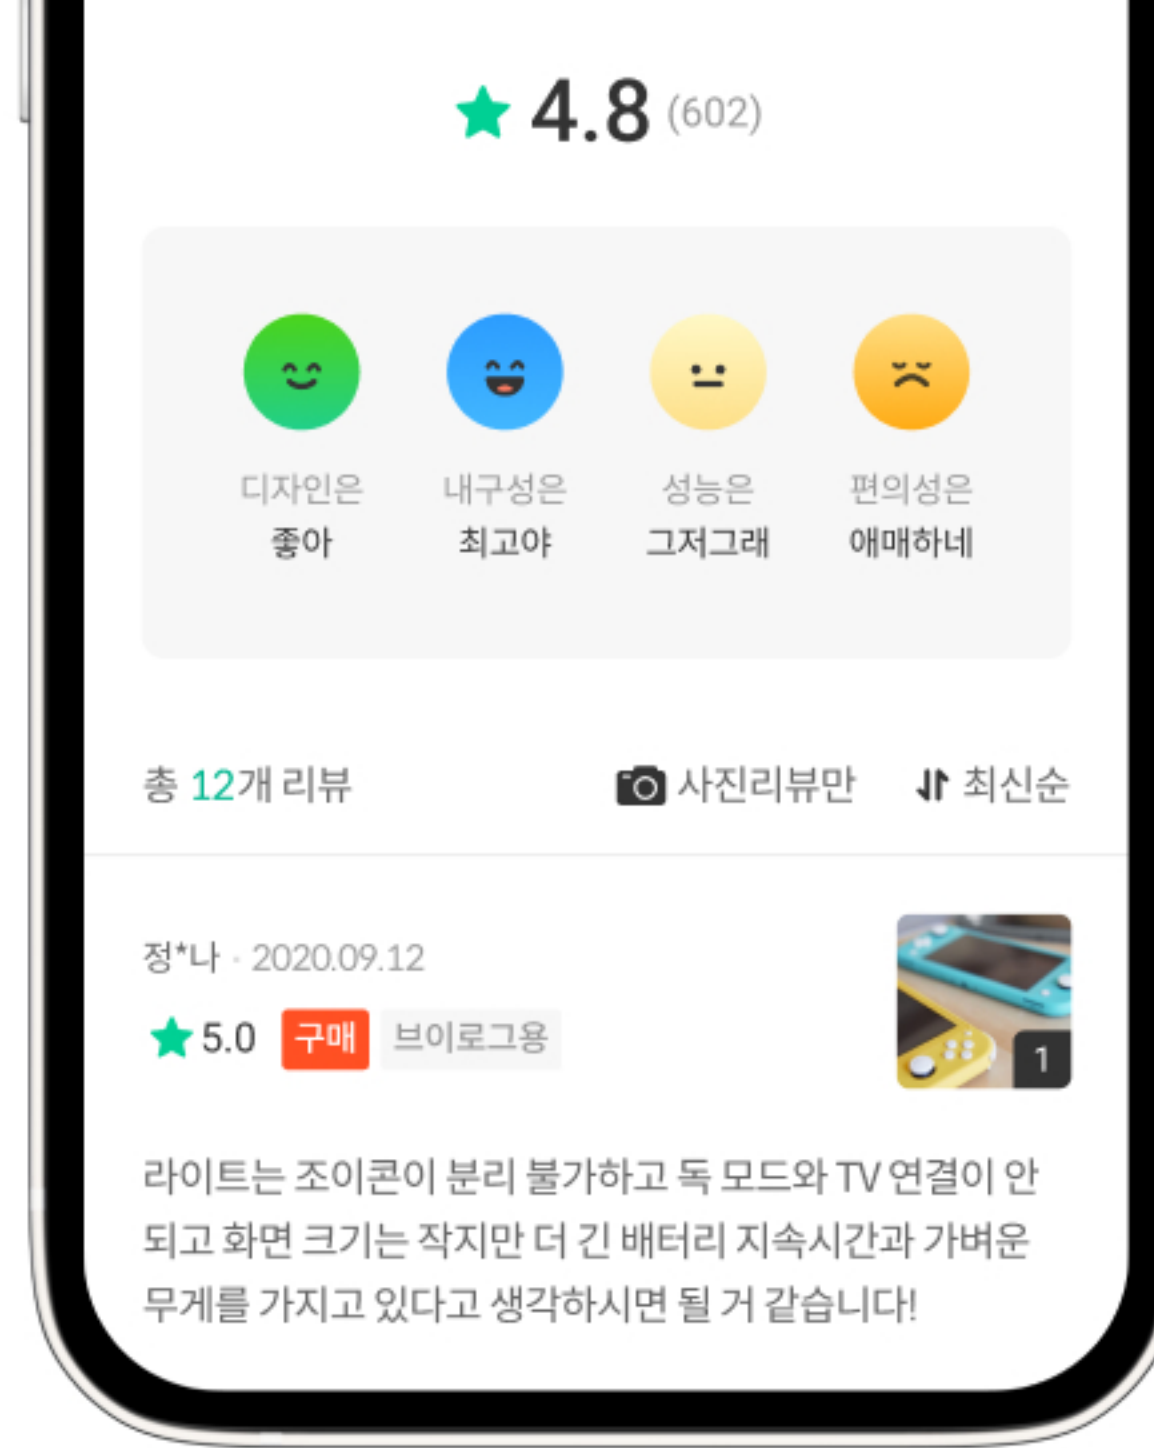 4.8 (602)
디자인은 내구성은 성능은 편의성은
좋아 최고야 그저그래 애매하네
총 12개 리뷰 사진리뷰만 최신순
정*나 · 2020.09.12
5.0 구매 브이로그용
1
라이트는 조이콘이 분리 불가하고 독 모드와 TV 연결이 안
되고 화면 크기는 작지만 더 긴 배터리 지속시간과 가벼운
무게를 가지고 있다고 생각하시면 될 거 같습니다!